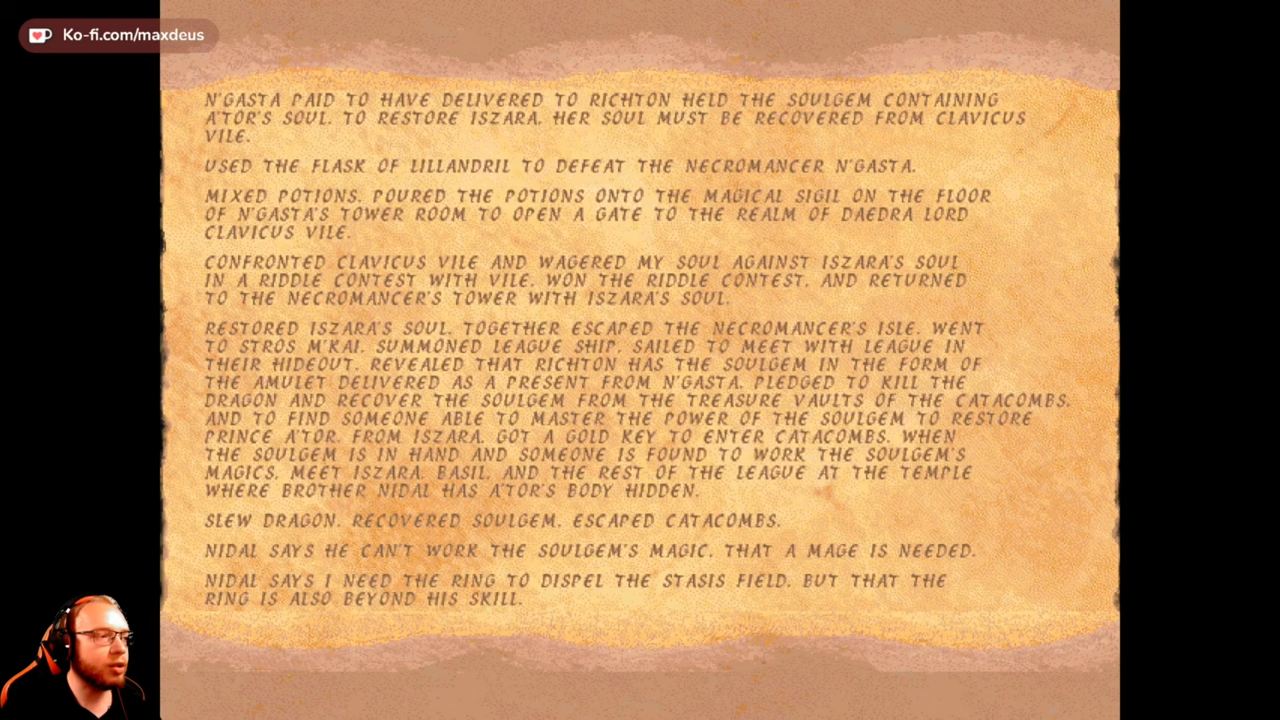 Ko-fi.com/maxdeus
N'GASTA PAID TO HAVE DELIVERED TO RICHTON HELD THE SOULGEM CONTAINING
A'TOR'S SOUL. TO RESTORE ISZARA, HER SOUL MUST BE RECOVERED FROM CLAVICUS
VILE.
USED THE FLASK OF LILLANDRIL TO DEFEAT THE NECROMANCER N'GASTA.
MIXED POTIONS. POURED THE POTIONS ONTO THE MAGICAL SIGIL ON THE FLOOR
OF N'GASTA'S TOWER ROOM TO OPEN A GATE TO THE REALM OF DAEDRA LORD
CLAVICUS VILE.
CONFRONTED CLAVICUS VILE AND WAGERED MY SOUL AGAINST ISZARA'S SOUL
IN A RIDDLE CONTEST WITH VILE. WON THE RIDDLE CONTEST, AND RETURNED
TO THE NECROMANCER'S TOWER WITH ISZARA'S SOUL.
RESTORED ISZARA'S SOUL. TOGETHER ESCAPED THE NECROMANCER'S ISLE. WENT
TO STROS M'KAI, SUMMONED LEAGUE SHIP, SAILED TO MEET WITH LEAGUE IN
THEIR HIDEOUT. REVEALED THAT RICHTON HAS THE SOULGEM IN THE FORM OF
THE AMULET DELIVERED AS A PRESENT FROM N'GASTA. PLEDGED TO KILL THE
DRAGON AND RECOVER THE SOULGEM FROM THE TREASURE VAULTS OF THE CATACOMBS,
AND TO FIND SOMEONE ABLE TO MASTER THE POWER OF THE SOULGEM TO RESTORE
PRINCE A'TOR. FROM ISZARA, GOT A GOLD KEY TO ENTER CATACOMBS. WHEN
THE SOULGEM IS IN HAND AND SOMEONE IS FOUND TO WORK THE SOULGEM'S
MAGICS, MEET ISZARA, BASIL, AND THE REST OF THE LEAGUE AT THE TEMPLE
WHERE BROTHER NIDAL HAS A'TOR'S BODY HIDDEN.
SLEW DRAGON. RECOVERED SOULGEM. ESCAPED CATACOMBS.
NIDAL SAYS HE CAN'T WORK THE SOULGEM'S MAGIC, THAT A MAGE IS NEEDED.
NIDAL SAYS I NEED THE RING TO DISPEL THE STASIS FIELD, BUT THAT THE
RING IS ALSO BEYOND HIS SKILL.